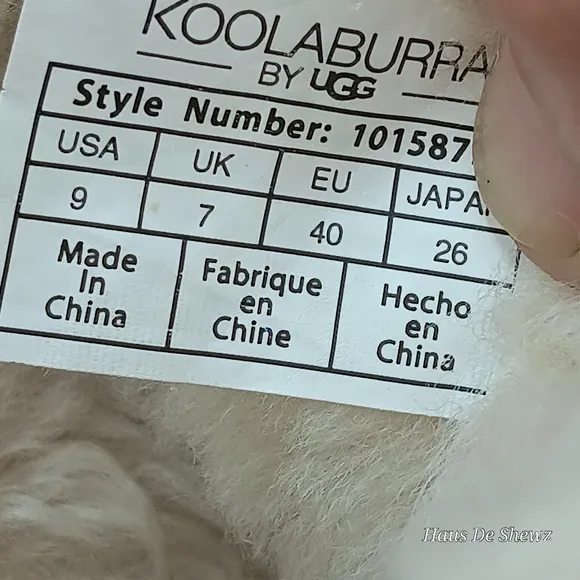 KOOLABURRA
BY UGG
Style Number: 101587
USA UK EU JAPA
9 7 40 26
Made In China
Fabrique en Chine
Hecho en China
Haus De Shewz